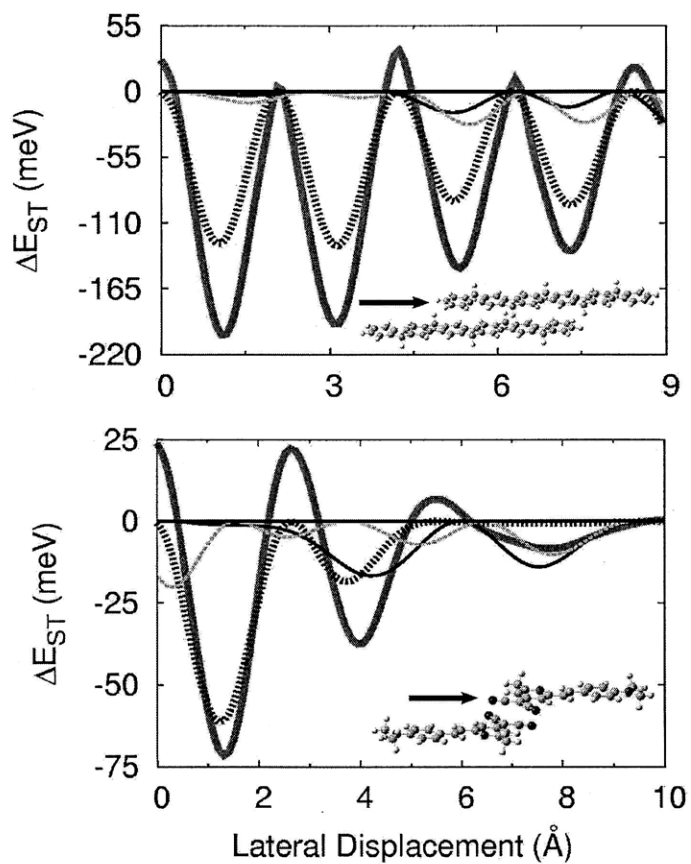 55
0
-55
-110
-165
-220
ΔE_ST (meV)
0 3 6 9
25
0
-25
-50
-75
ΔE_ST (meV)
0 2 4 6 8 10
Lateral Displacement (Å)